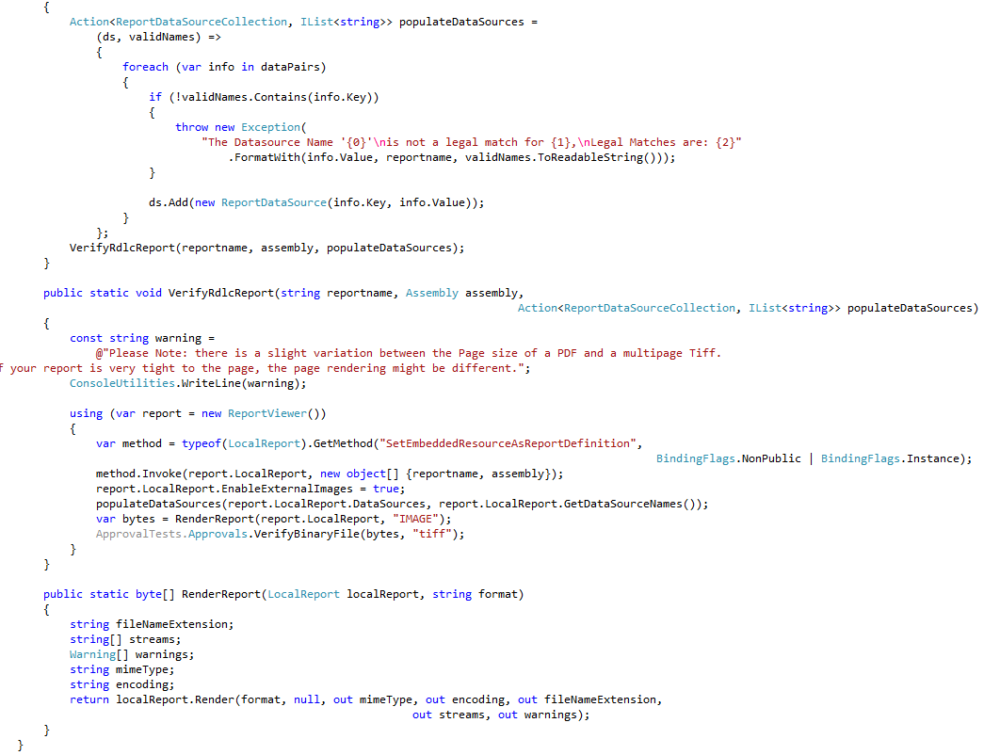 {
Action<ReportDataSourceCollection, IList<string>> populateDataSources =
(ds, validNames) =>
{
foreach (var info in dataPairs)
{
if (!validNames.Contains(info.Key))
{
throw new Exception(
"The Datasource Name '{0}'\nis not a legal match for {1},\nLegal Matches are: {2}"
.FormatWith(info.Value, reportname, validNames.ToReadableString()));
}
ds.Add(new ReportDataSource(info.Key, info.Value));
}
};
VerifyRdlcReport(reportname, assembly, populateDataSources);
}
public static void VerifyRdlcReport(string reportname, Assembly assembly,
Action<ReportDataSourceCollection, IList<string>> populateDataSources)
{
const string warning =
@"Please Note: there is a slight variation between the Page size of a PDF and a multipage Tiff.
f your report is very tight to the page, the page rendering might be different.";
ConsoleUtilities.WriteLine(warning);
using (var report = new ReportViewer())
{
var method = typeof(LocalReport).GetMethod("SetEmbeddedResourceAsReportDefinition",
BindingFlags.NonPublic | BindingFlags.Instance);
method.Invoke(report.LocalReport, new object[] {reportname, assembly});
report.LocalReport.EnableExternalImages = true;
populateDataSources(report.LocalReport.DataSources, report.LocalReport.GetDataSourceNames());
var bytes = RenderReport(report.LocalReport, "IMAGE");
ApprovalTests.Approvals.VerifyBinaryFile(bytes, "tiff");
}
}
public static byte[] RenderReport(LocalReport localReport, string format)
{
string fileNameExtension;
string[] streams;
Warning[] warnings;
string mimeType;
string encoding;
return localReport.Render(format, null, out mimeType, out encoding, out fileNameExtension,
out streams, out warnings);
}
}